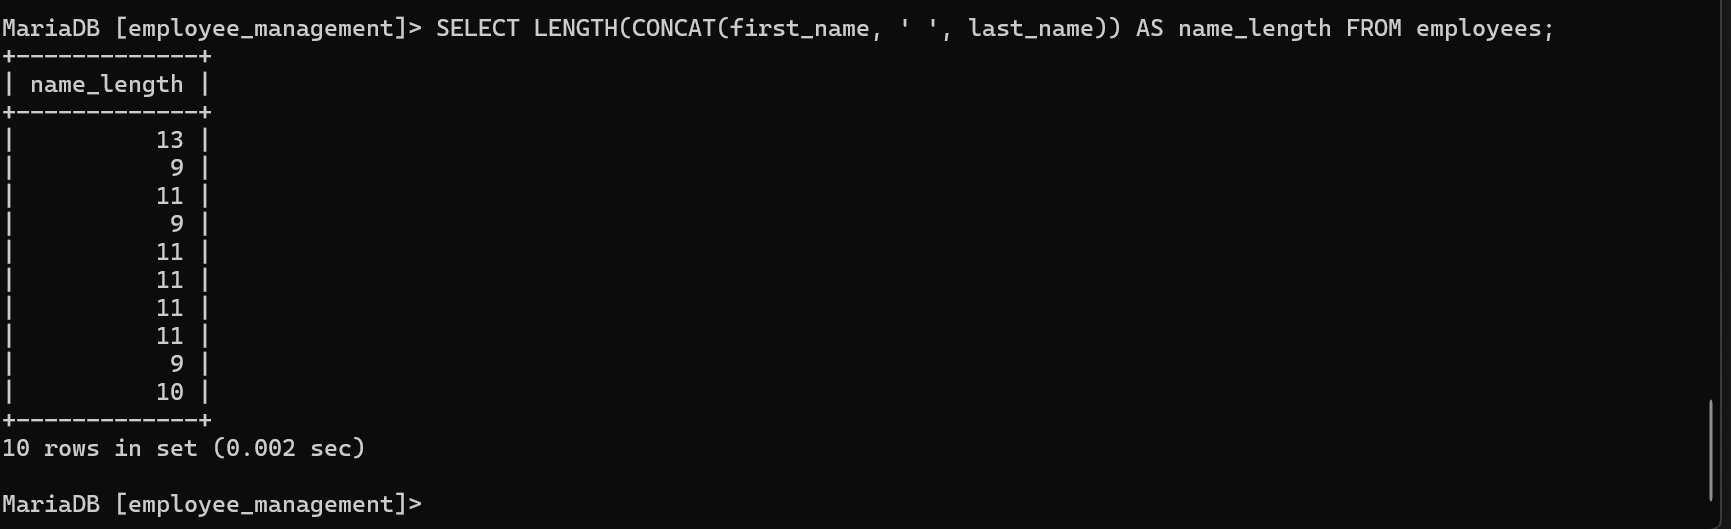 MariaDB [employee_management]> SELECT LENGTH(CONCAT(first_name, ' ', last_name)) AS name_length FROM employees;
+-------------+
| name_length |
+-------------+
|          13 |
|           9 |
|          11 |
|           9 |
|          11 |
|          11 |
|          11 |
|          11 |
|           9 |
|          10 |
+-------------+
10 rows in set (0.002 sec)
MariaDB [employee_management]>